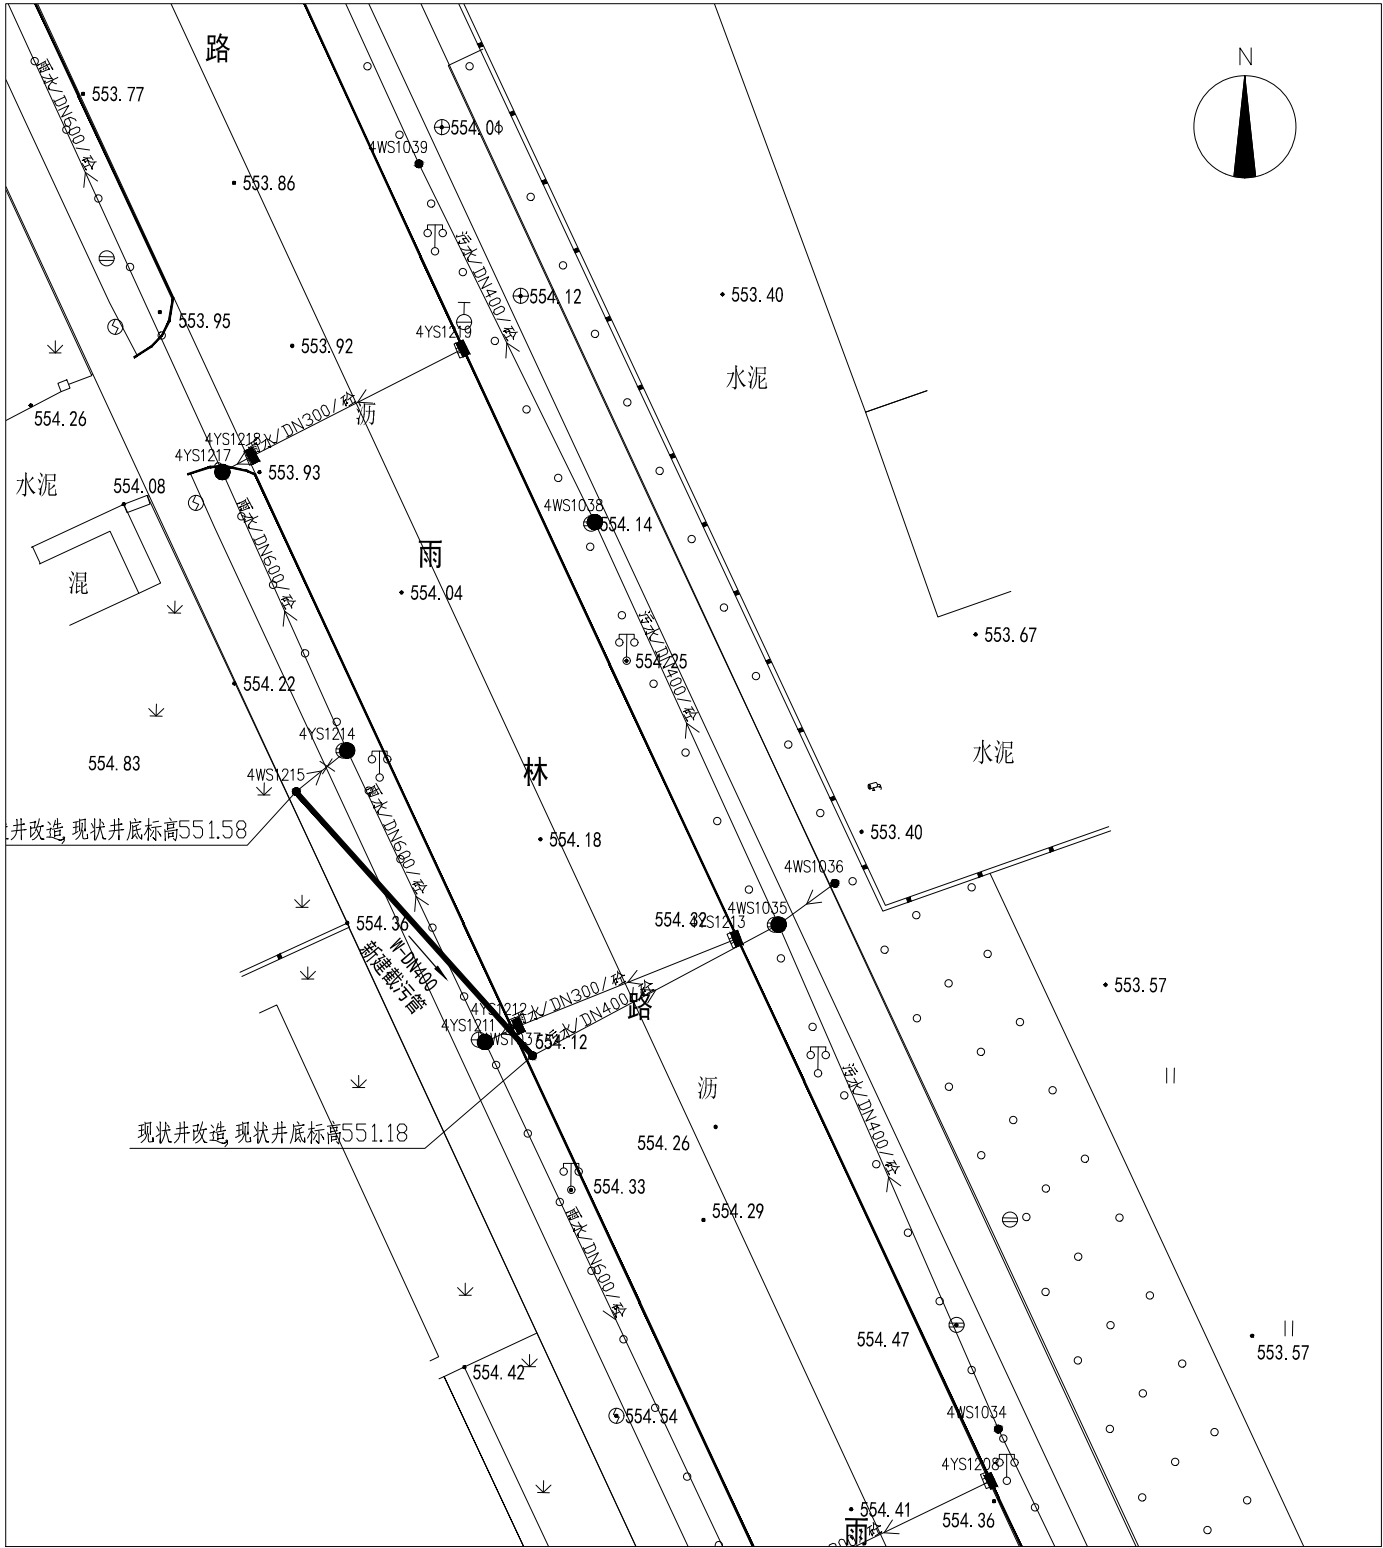 路
N
雨水/DN600/砼
553.77
554.01
4WS1039
553.86
污水/DN400/砼
554.12
553.40
553.95
4YS1219
553.92
水泥
雨水/DN300/砼
沥
554.26
4YS1218
4YS1217
553.93
水泥
554.08
4WS1038
554.14
雨水/DN600/砼
雨
混
554.04
污水/DN400/砼
553.67
554.25
554.22
4YS1214
水泥
554.83
4WS1215
林
雨水/DN600/砼
井改造,现状井底标高551.58
553.40
554.18
4WS1036
4WS1035
554.32
4YS1213
554.36
W-DN400
新建截污管
553.57
雨水/DN300/砼
污水/DN400/砼
路
4YS1212
4YS1211
4WS1037
554.12
污水/DN400/砼
沥
现状井改造,现状井底标高551.18
554.26
554.33
554.29
雨水/DN600/砼
554.47
553.57
554.42
554.54
4WS1034
4YS1208
554.41
554.36
雨